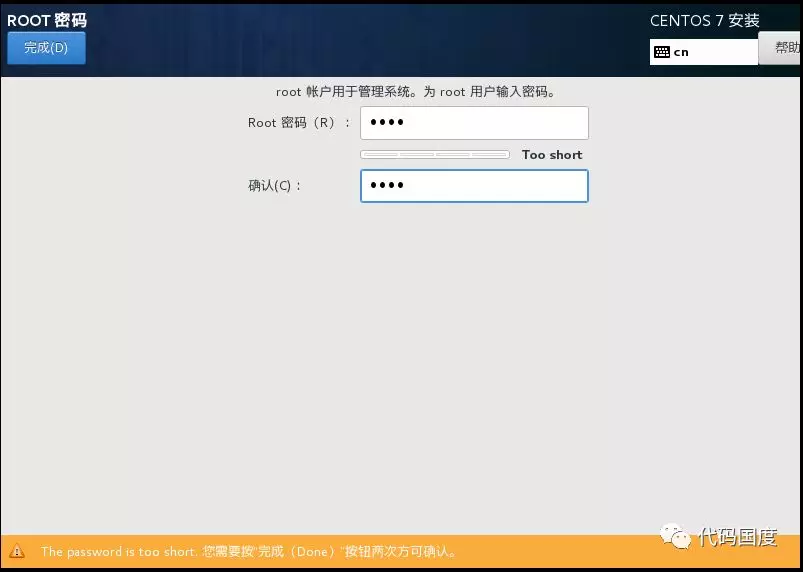 ROOT 密码
CENTOS 7 安装
完成(D)
cn
帮助
root 帐户用于管理系统。为 root 用户输入密码。
Root 密码（R）：
••••
Too short
确认(C)：
••••
The password is too short. 您需要按“完成（Done）”按钮两次方可确认。
代码国度